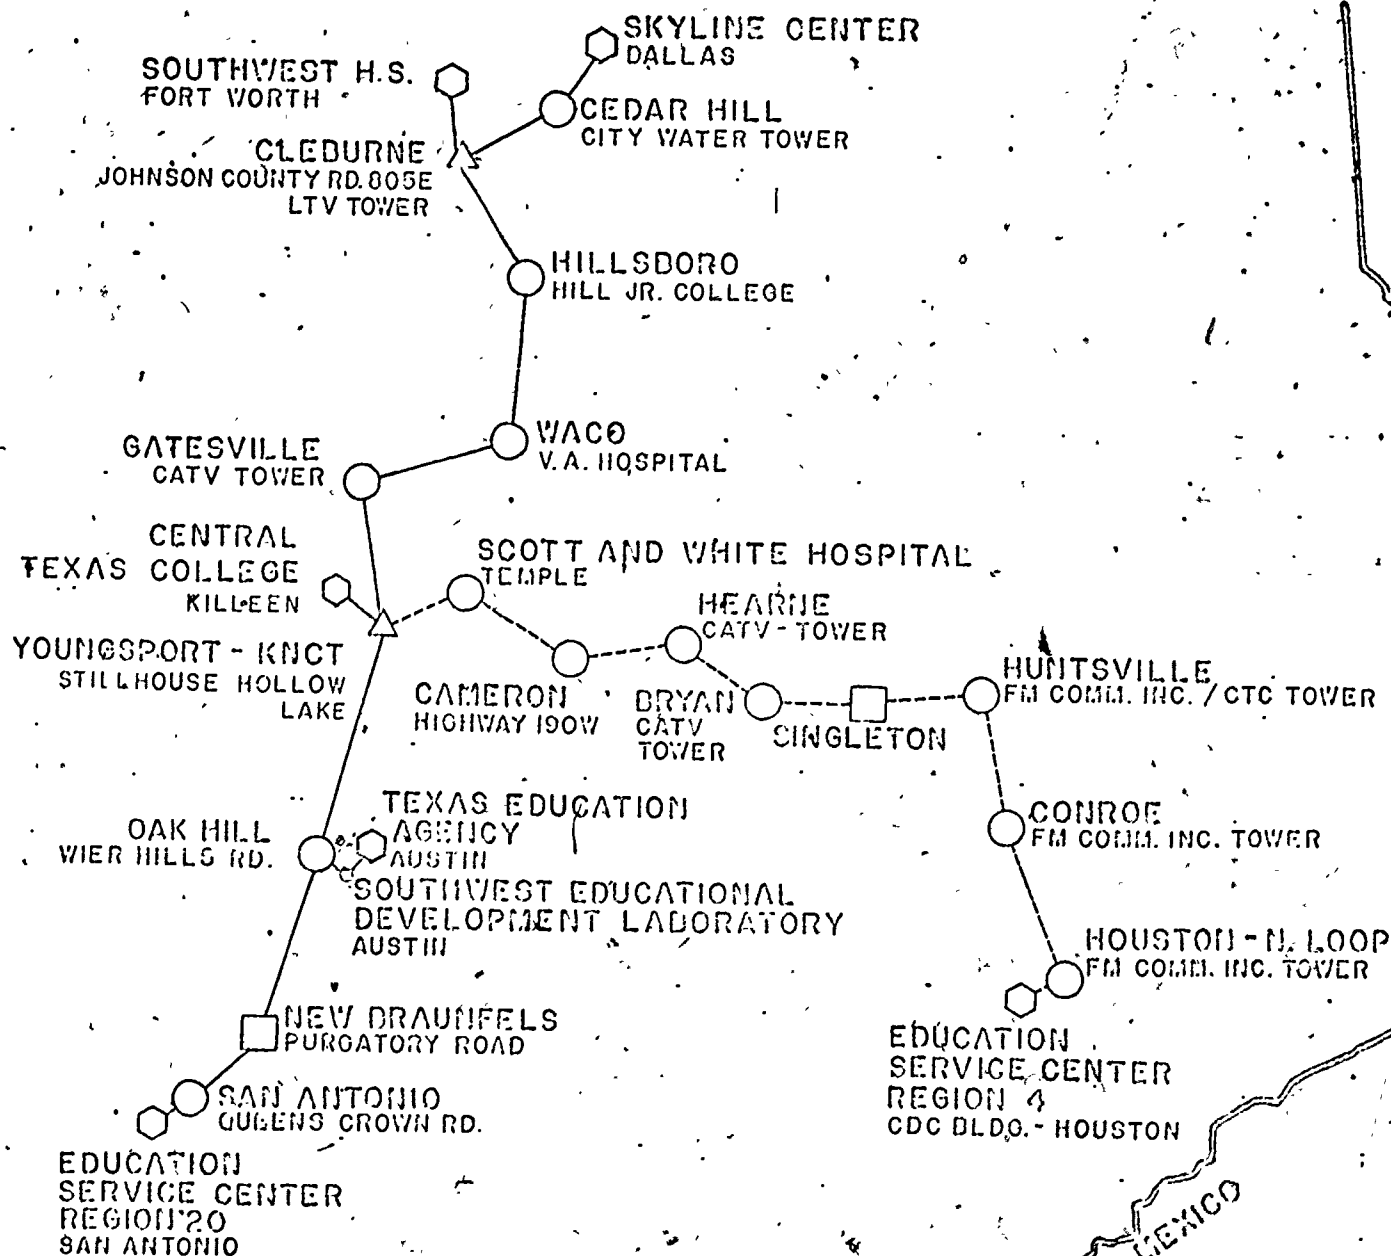 SKYLINE CENTER
DALLAS
SOUTHWEST H.S.
FORT WORTH
CEDAR HILL
CITY WATER TOWER
CLEBURNE
JOHNSON COUNTY RD. 805E
LTV TOWER
HILLSBORO
HILL JR. COLLEGE
WACO
V.A. HOSPITAL
GATESVILLE
CATV TOWER
CENTRAL
TEXAS COLLEGE
KILLEEN
SCOTT AND WHITE HOSPITAL
TEMPLE
HEARNE
CATV - TOWER
YOUNGSPORT - KNCT
STILLHOUSE HOLLOW
LAKE
CAMERON
HIGHWAY 190W
BRYAN
CATV
TOWER
SINGLETON
HUNTSVILLE
FM COMM. INC. / CTC TOWER
CONROE
FM COMM. INC. TOWER
OAK HILL
WIER HILLS RD.
TEXAS EDUCATION
AGENCY
AUSTIN
SOUTHWEST EDUCATIONAL
DEVELOPMENT LABORATORY
AUSTIN
HOUSTON - N. LOOP
FM COMM. INC. TOWER
EDUCATION
SERVICE CENTER
REGION 4
CDC BLDG. - HOUSTON
NEW BRAUNFELS
PURGATORY ROAD
SAN ANTONIO
QUEENS CROWN RD.
EDUCATION
SERVICE CENTER
REGION 20
SAN ANTONIO
MEXICO